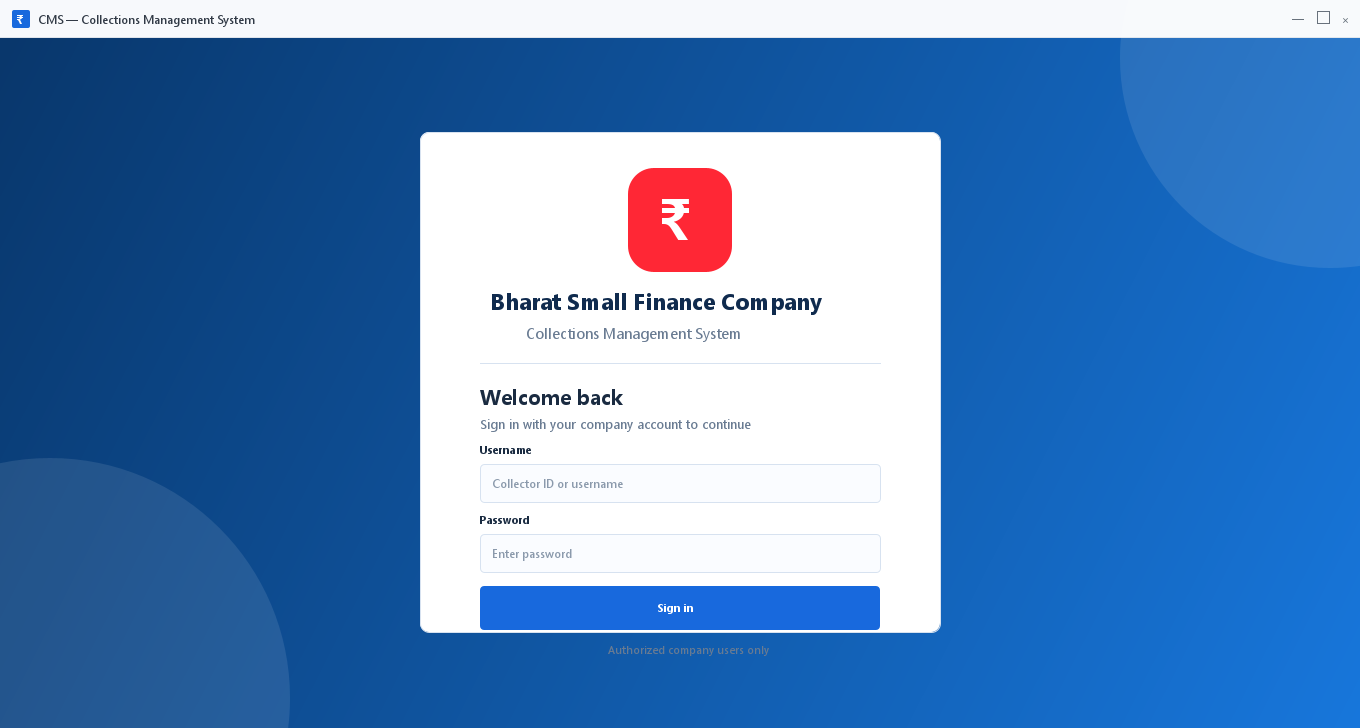 ₹ CMS — Collections Management System
₹
Bharat Small Finance Company
Collections Management System
Welcome back
Sign in with your company account to continue
Username
Collector ID or username
Password
Enter password
Sign in
Authorized company users only